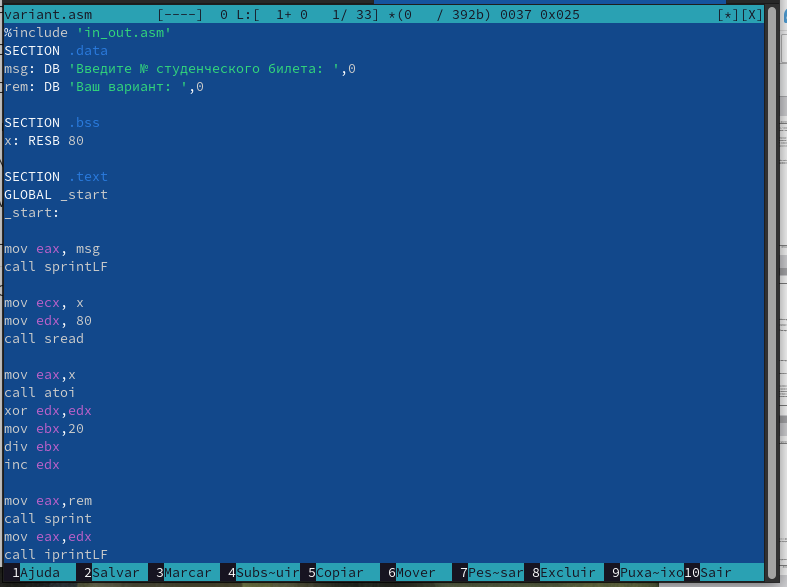 variant.asm [----] 0 L:[ 1+ 0 1/ 33] *(0 / 392b) 0037 0x025 [*][X]
%include 'in_out.asm'
SECTION .data
msg: DB 'Введите № студенческого билета: ',0
rem: DB 'Ваш вариант: ',0
SECTION .bss
x: RESB 80
SECTION .text
GLOBAL _start
_start:
mov eax, msg
call sprintLF
mov ecx, x
mov edx, 80
call sread
mov eax,x
call atoi
xor edx,edx
mov ebx,20
div ebx
inc edx
mov eax,rem
call sprint
mov eax,edx
call iprintLF
1Ajuda 2Salvar 3Marcar 4Subs~uir 5Copiar 6Mover 7Pes~sar 8Excluir 9Puxa~ixo 10Sair